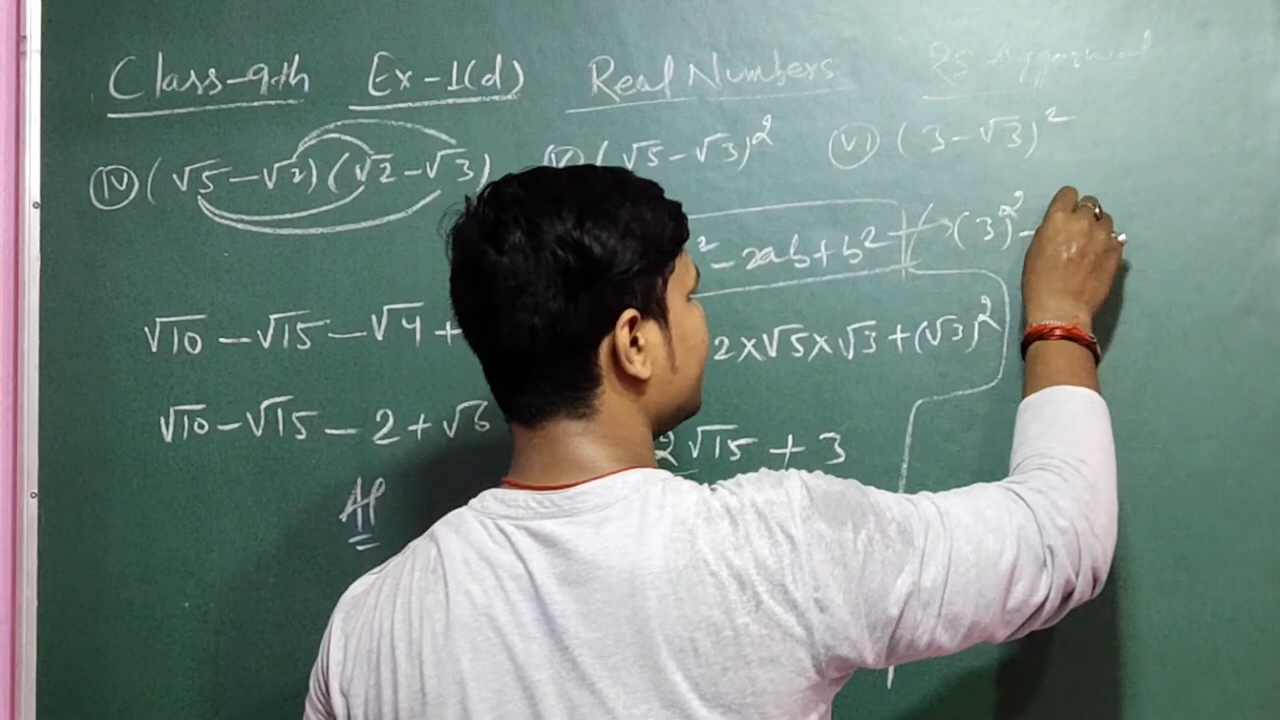 Class-9th Ex-1(d) Real Numbers RS Aggarwal
(iv) (√5-√2)(√2-√3) (v) (√5-√3)² (vi) (3-√3)²
² - 2ab + b² → (3)² -
√10 - √15 - √4 +
2×√5×√3+(√3)²
√10 - √15 - 2 + √6
2√15 + 3